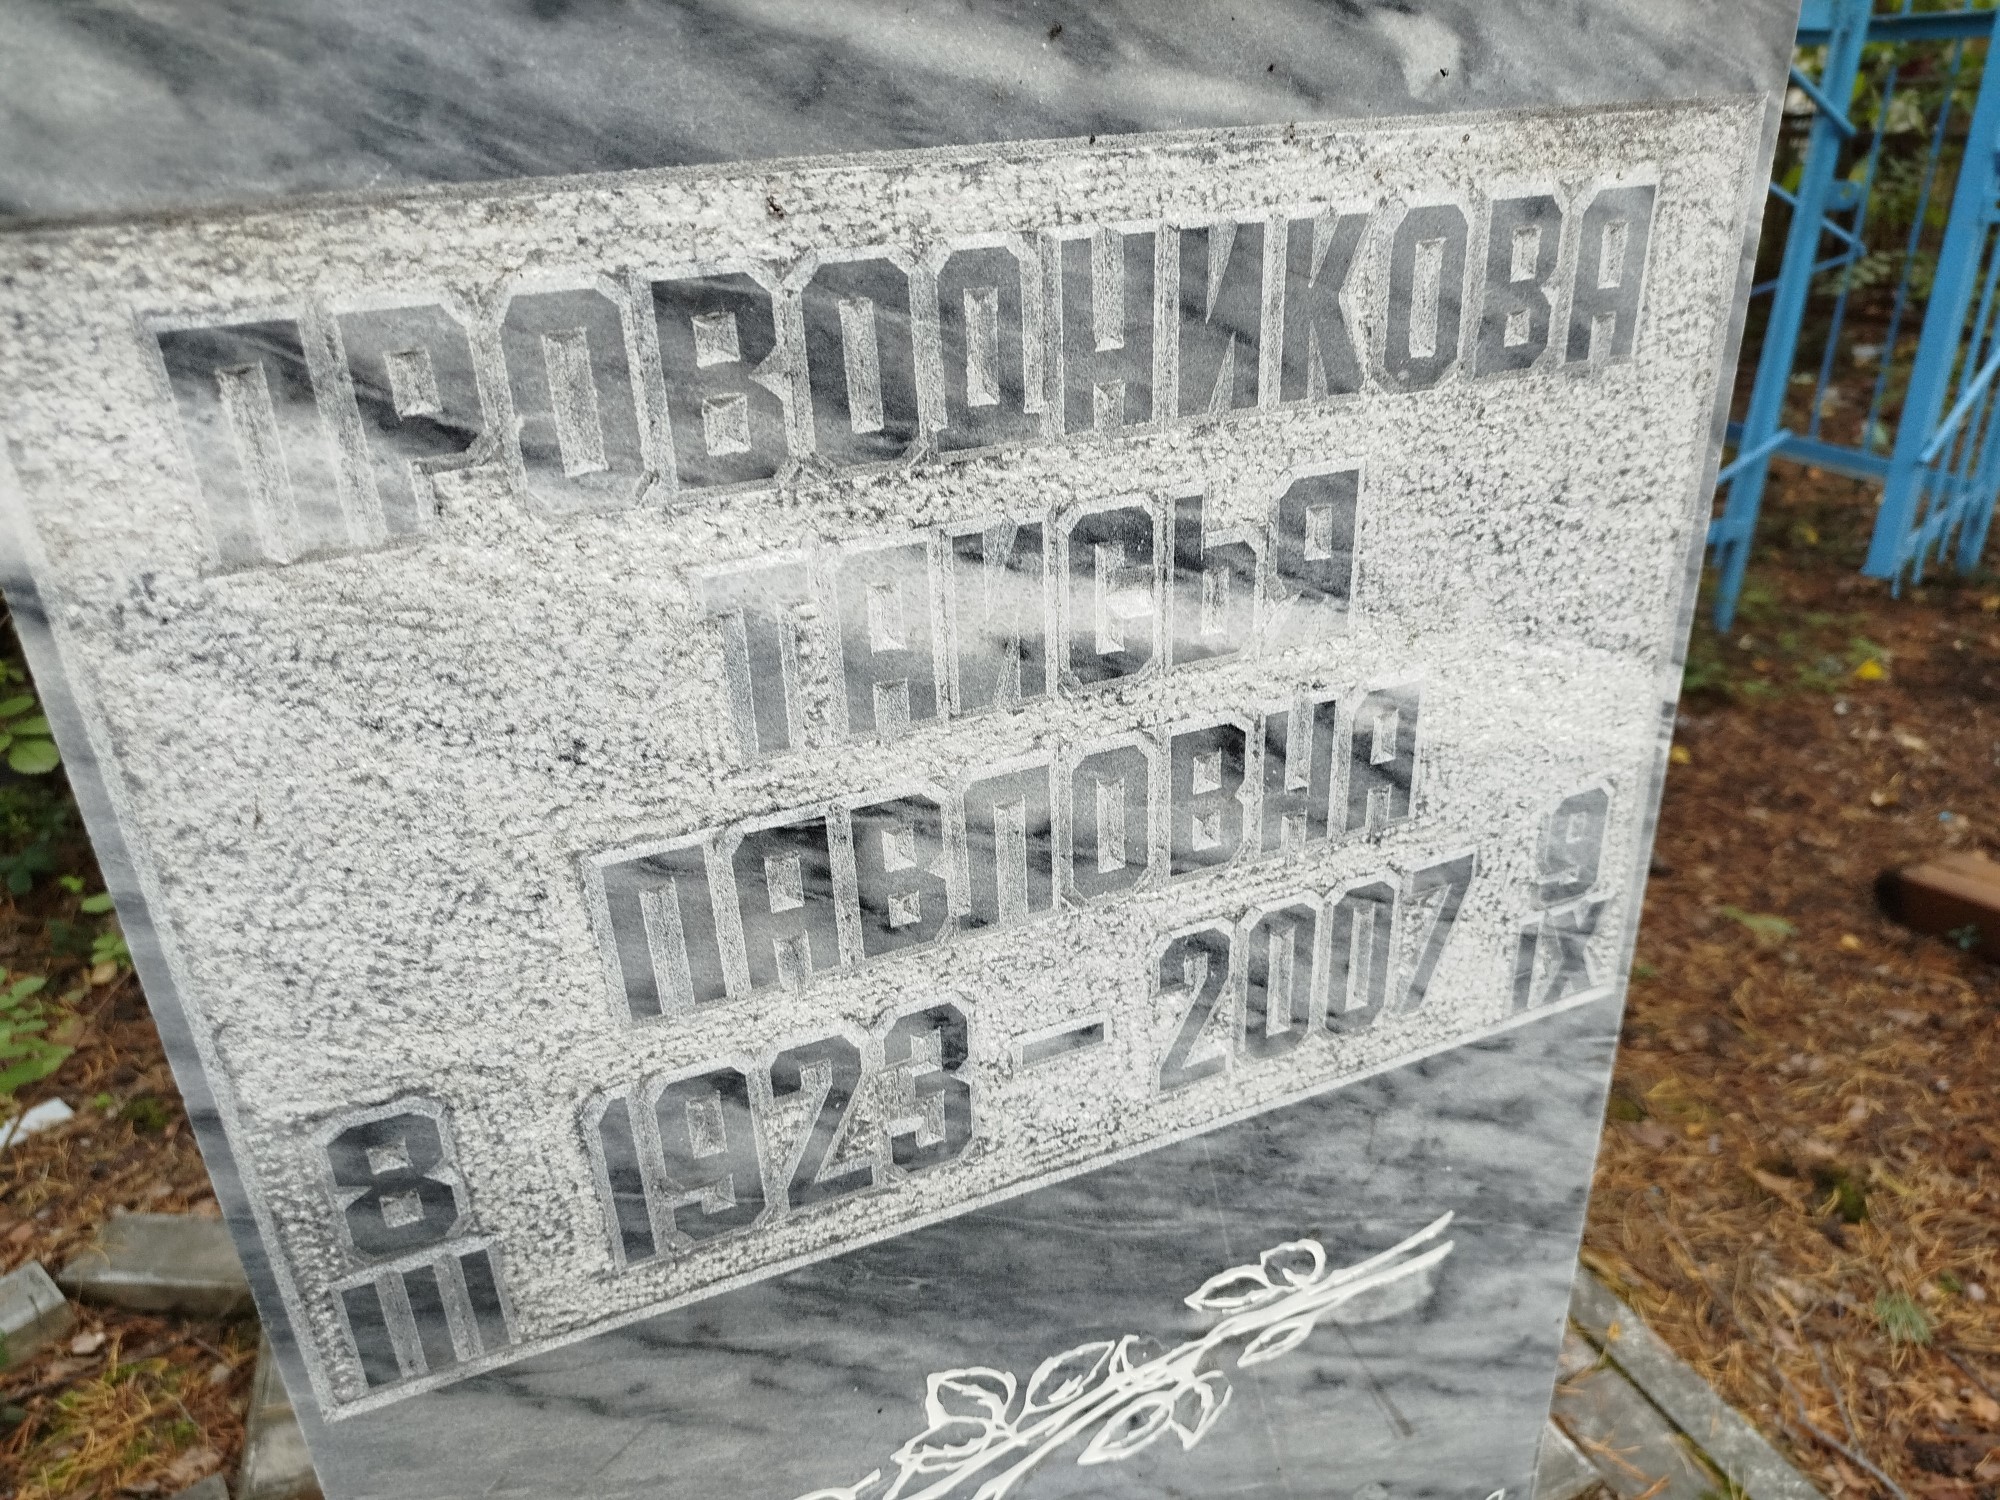 ПРОВОДНИКОВА
ТАИСЬЯ
ПАВЛОВНА
8 III 1923 – 2007 9 IX